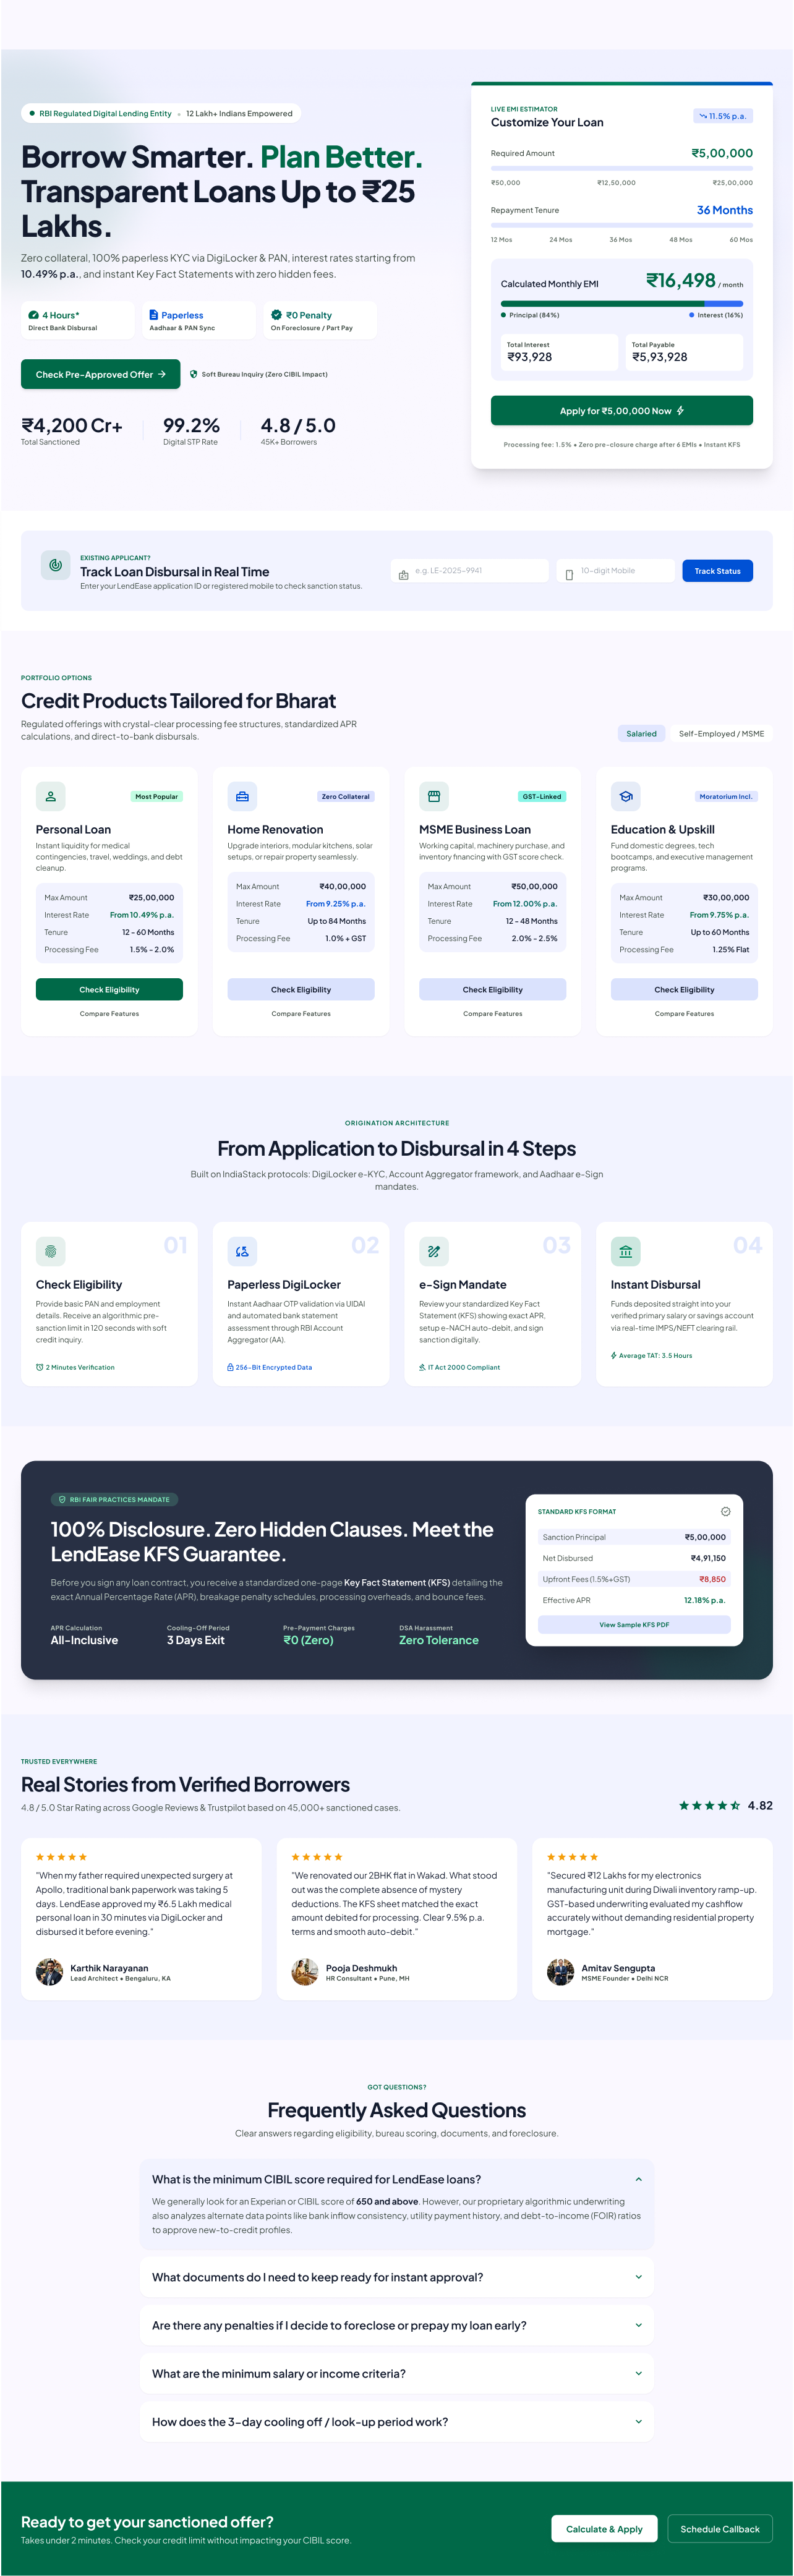 RBI Regulated Digital Lending Entity • 12 Lakh+ Indians Empowered
Borrow Smarter. Plan Better.
Transparent Loans Up to ₹25
Lakhs.
Zero collateral, 100% paperless KYC via DigiLocker & PAN, interest rates starting from
10.49% p.a., and instant Key Fact Statements with zero hidden fees.
4 Hours*
Direct Bank Disbursal
Paperless
Aadhaar & PAN Sync
₹0 Penalty
On Foreclosure / Part Pay
Check Pre-Approved Offer →
Soft Bureau Inquiry (Zero CIBIL Impact)
₹4,200 Cr+
Total Sanctioned
99.2%
Digital STP Rate
4.8 / 5.0
45K+ Borrowers
LIVE EMI ESTIMATOR
Customize Your Loan
11.5% p.a.
Required Amount ₹5,00,000
₹50,000 ₹12,50,000 ₹25,00,000
Repayment Tenure 36 Months
12 Mos 24 Mos 36 Mos 48 Mos 60 Mos
Calculated Monthly EMI ₹16,498 / month
Principal (84%) Interest (16%)
Total Interest
₹93,928
Total Payable
₹5,93,928
Apply for ₹5,00,000 Now
Processing fee: 1.5% • Zero pre-closure charge after 6 EMIs • Instant KFS
EXISTING APPLICANT?
Track Loan Disbursal in Real Time
Enter your LendEase application ID or registered mobile to check sanction status.
e.g. LE-2025-9941
10-digit Mobile
Track Status
PORTFOLIO OPTIONS
Credit Products Tailored for Bharat
Regulated offerings with crystal-clear processing fee structures, standardized APR
calculations, and direct-to-bank disbursals.
Salaried
Self-Employed / MSME
Most Popular
Personal Loan
Instant liquidity for medical
contingencies, travel, weddings, and debt
cleanup.
Max Amount ₹25,00,000
Interest Rate From 10.49% p.a.
Tenure 12 - 60 Months
Processing Fee 1.5% - 2.0%
Check Eligibility
Compare Features
Zero Collateral
Home Renovation
Upgrade interiors, modular kitchens, solar
setups, or repair property seamlessly.
Max Amount ₹40,00,000
Interest Rate From 9.25% p.a.
Tenure Up to 84 Months
Processing Fee 1.0% + GST
Check Eligibility
Compare Features
GST-Linked
MSME Business Loan
Working capital, machinery purchase, and
inventory financing with GST score check.
Max Amount ₹50,00,000
Interest Rate From 12.00% p.a.
Tenure 12 - 48 Months
Processing Fee 2.0% - 2.5%
Check Eligibility
Compare Features
Moratorium Incl.
Education & Upskill
Fund domestic degrees, tech
bootcamps, and executive management
programs.
Max Amount ₹30,00,000
Interest Rate From 9.75% p.a.
Tenure Up to 60 Months
Processing Fee 1.25% Flat
Check Eligibility
Compare Features
ORIGINATION ARCHITECTURE
From Application to Disbursal in 4 Steps
Built on IndiaStack protocols: DigiLocker e-KYC, Account Aggregator framework, and Aadhaar e-Sign
mandates.
01
Check Eligibility
Provide basic PAN and employment
details. Receive an algorithmic pre-
sanction limit in 120 seconds with soft
credit inquiry.
2 Minutes Verification
02
Paperless DigiLocker
Instant Aadhaar OTP validation via UIDAI
and automated bank statement
assessment through RBI Account
Aggregator (AA).
256-Bit Encrypted Data
03
e-Sign Mandate
Review your standardized Key Fact
Statement (KFS) showing exact APR,
setup e-NACH auto-debit, and sign
sanction digitally.
IT Act 2000 Compliant
04
Instant Disbursal
Funds deposited straight into your
verified primary salary or savings account
via real-time IMPS/NEFT clearing rail.
Average TAT: 3.5 Hours
RBI FAIR PRACTICES MANDATE
100% Disclosure. Zero Hidden Clauses. Meet the
LendEase KFS Guarantee.
Before you sign any loan contract, you receive a standardized one-page Key Fact Statement (KFS) detailing the
exact Annual Percentage Rate (APR), breakage penalty schedules, processing overheads, and bounce fees.
APR Calculation
All-Inclusive
Cooling-Off Period
3 Days Exit
Pre-Payment Charges
₹0 (Zero)
DSA Harassment
Zero Tolerance
STANDARD KFS FORMAT
Sanction Principal ₹5,00,000
Net Disbursed ₹4,91,150
Upfront Fees (1.5%+GST) ₹8,850
Effective APR 12.18% p.a.
View Sample KFS PDF
TRUSTED EVERYWHERE
Real Stories from Verified Borrowers
4.8 / 5.0 Star Rating across Google Reviews & Trustpilot based on 45,000+ sanctioned cases.
4.82
"When my father required unexpected surgery at
Apollo, traditional bank paperwork was taking 5
days. LendEase approved my ₹6.5 Lakh medical
personal loan in 30 minutes via DigiLocker and
disbursed it before evening."
Karthik Narayanan
Lead Architect • Bengaluru, KA
"We renovated our 2BHK flat in Wakad. What stood
out was the complete absence of mystery
deductions. The KFS sheet matched the exact
amount debited for processing. Clear 9.5% p.a.
terms and smooth auto-debit."
Pooja Deshmukh
HR Consultant • Pune, MH
"Secured ₹12 Lakhs for my electronics
manufacturing unit during Diwali inventory ramp-up.
GST-based underwriting evaluated my cashflow
accurately without demanding residential property
mortgage."
Amitav Sengupta
MSME Founder • Delhi NCR
GOT QUESTIONS?
Frequently Asked Questions
Clear answers regarding eligibility, bureau scoring, documents, and foreclosure.
What is the minimum CIBIL score required for LendEase loans?
We generally look for an Experian or CIBIL score of 650 and above. However, our proprietary algorithmic underwriting
also analyzes alternate data points like bank inflow consistency, utility payment history, and debt-to-income (FOIR) ratios
to approve new-to-credit profiles.
What documents do I need to keep ready for instant approval?
Are there any penalties if I decide to foreclose or prepay my loan early?
What are the minimum salary or income criteria?
How does the 3-day cooling off / look-up period work?
Ready to get your sanctioned offer?
Takes under 2 minutes. Check your credit limit without impacting your CIBIL score.
Calculate & Apply
Schedule Callback